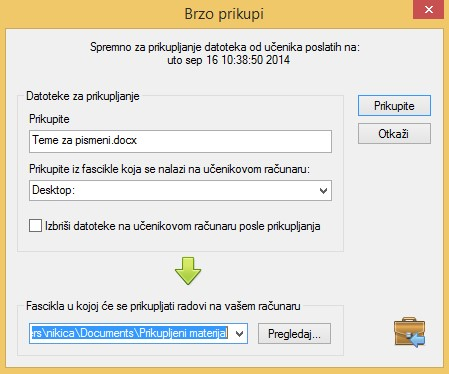 Brzo prikupi
Spremno za prikupljanje datoteka od učenika poslatih na:
uto sep 16 10:38:50 2014
Datoteke za prikupljanje
Prikupite
Prikupite
Teme za pismeni.docx
Otkaži
Prikupite iz fascikle koja se nalazi na učenikovom računaru:
Desktop:
Izbriši datoteke na učenikovom računaru posle prikupljanja
Fascikla u kojoj će se prikupljati radovi na vašem računaru
ers\nikica\Documents\Prikupljeni materijal
Pregledaj...